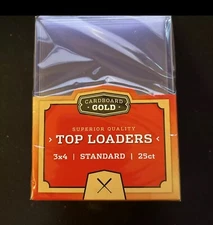 CARDBOARD
GOLD
SUPERIOR QUALITY
TOP LOADERS
3x4 | STANDARD | 25ct